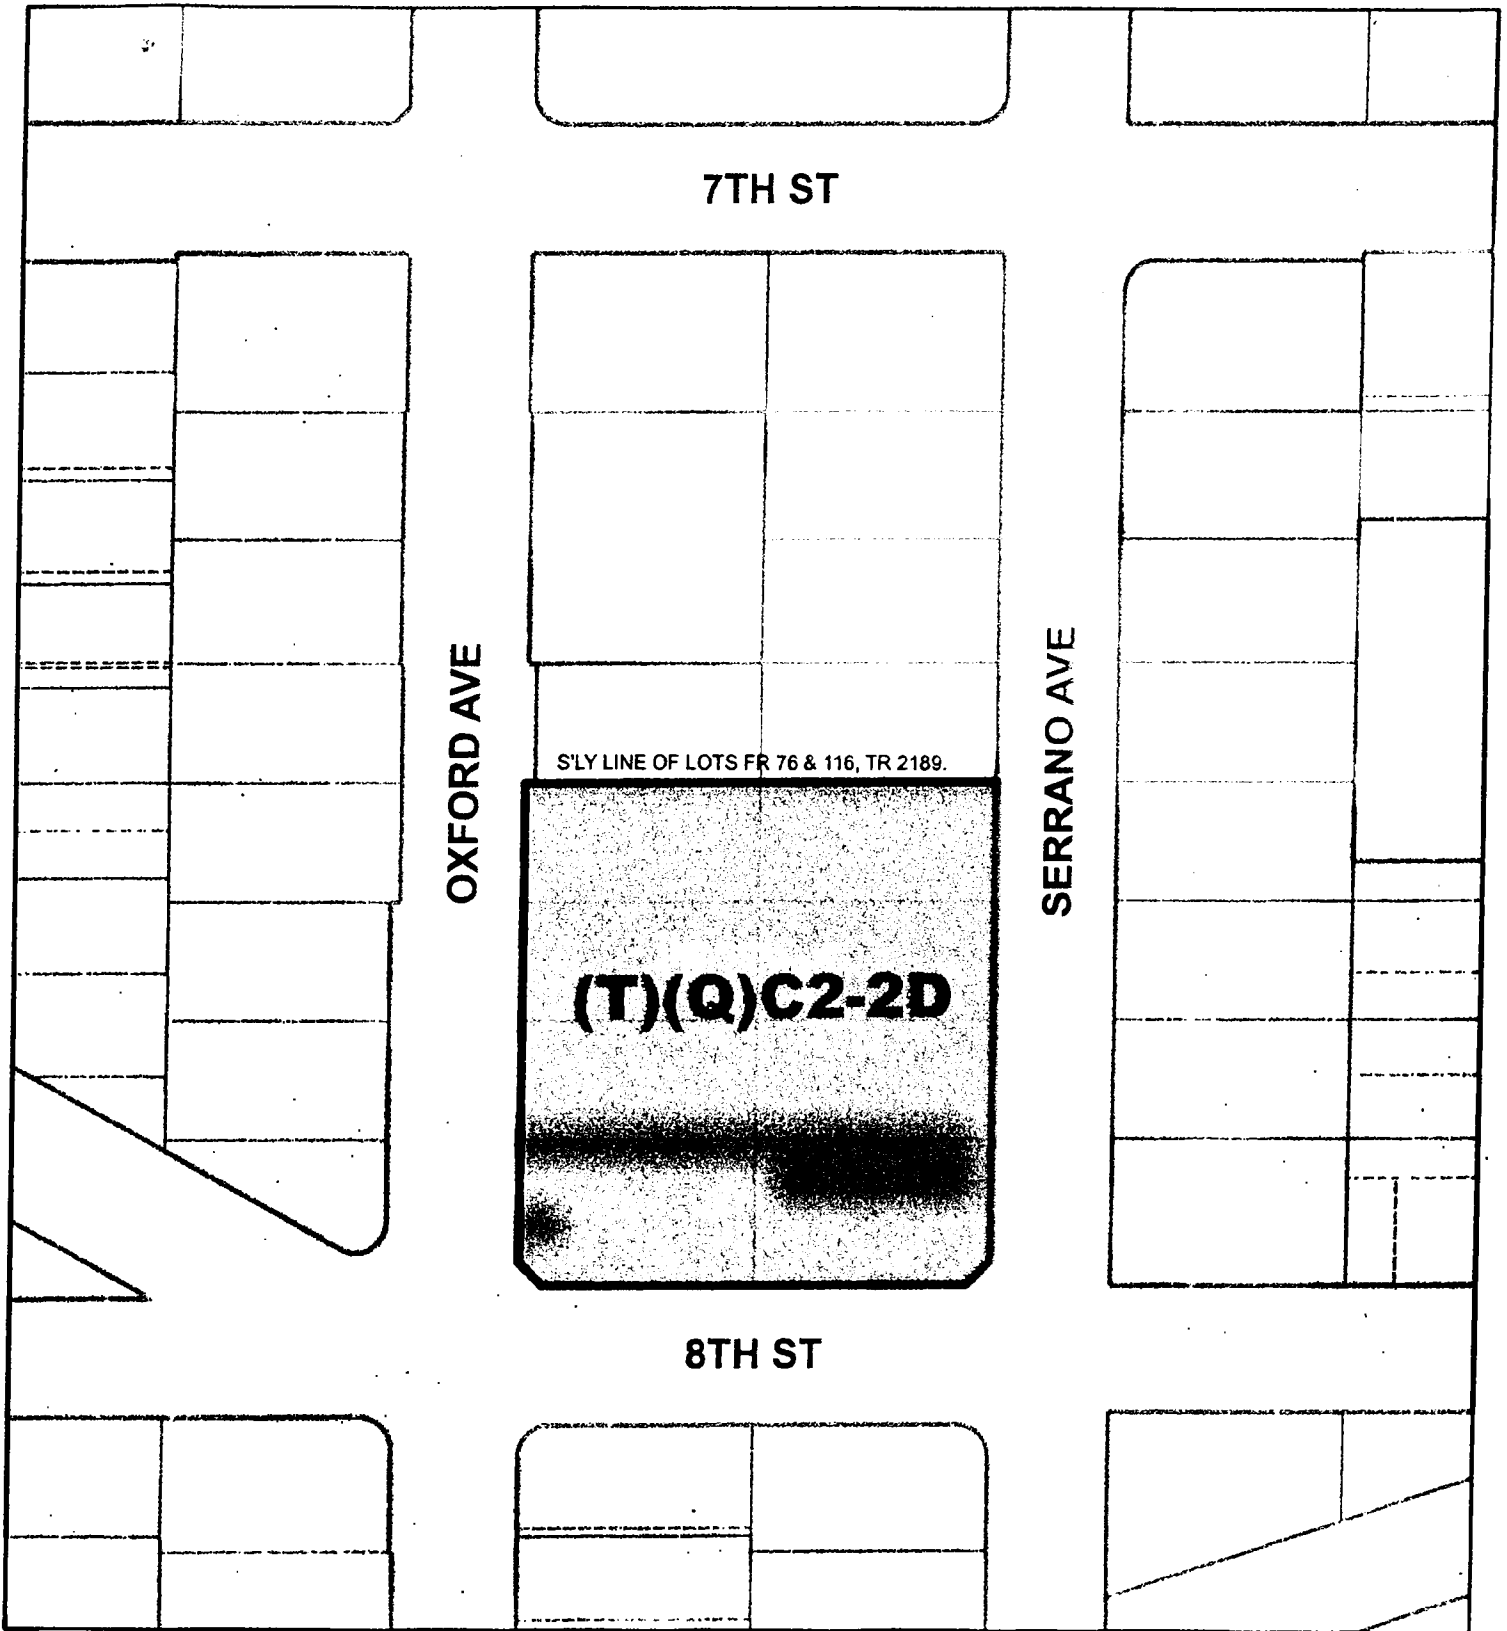 7TH ST
OXFORD AVE
SERRANO AVE
S'LY LINE OF LOTS FR 76 & 116, TR 2189.
(T)(Q)C2-2D
8TH ST